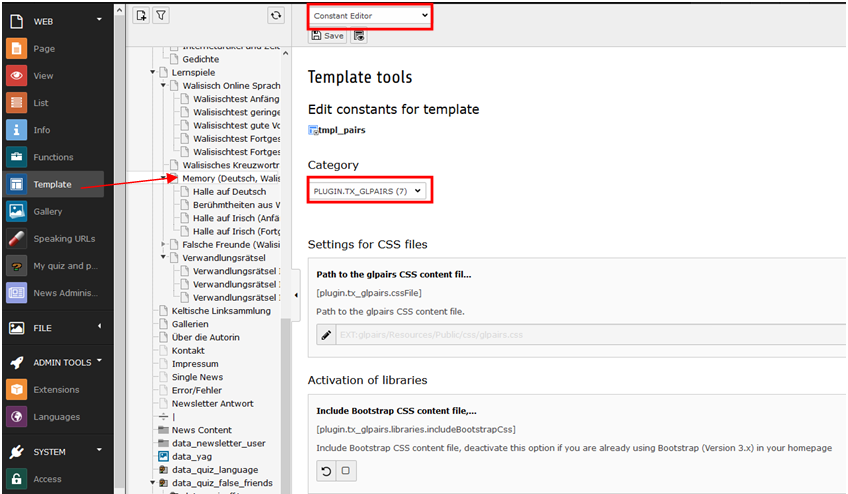 WEB
Page
View
List
Info
Functions
Template
Gallery
Speaking URLs
My quiz and p...
News Adminis...
FILE
ADMIN TOOLS
Extensions
Languages
SYSTEM
Access
Gedichte
Lernspiele
Walisisch Online Sprach
Walisischtest Anfäng
Walisischtest geringe
Walisischtest gute Vo
Walisischtest Fortges
Walisischtest Fortges
Walisisches Kreuzwortr
Memory (Deutsch, Walis
Halle auf Deutsch
Berühmtheiten aus W
Halle auf Irisch (Anfä
Halle auf Irisch (Fortg
Falsche Freunde (Walisi
Verwandlungsrätsel
Verwandlungsrätsel
Verwandlungsrätsel
Verwandlungsrätsel
Keltische Linksammlung
Gallerien
Über die Autorin
Kontakt
Impressum
Single News
Error/Fehler
Newsletter Antwort
|
News Content
data_newsletter_user
data_yag
data_quiz_language
data_quiz_false_friends
Constant Editor
Save
Template tools
Edit constants for template
tmpl_pairs
Category
PLUGIN.TX_GLPAIRS (7)
Settings for CSS files
Path to the glpairs CSS content fil...
[plugin.tx_glpairs.cssFile]
Path to the glpairs CSS content file.
EXT:glpairs/Resources/Public/css/glpairs.css
Activation of libraries
Include Bootstrap CSS content file,...
[plugin.tx_glpairs.libraries.includeBootstrapCss]
Include Bootstrap CSS content file, deactivate this option if you are already using Bootstrap (Version 3.x) in your homepage